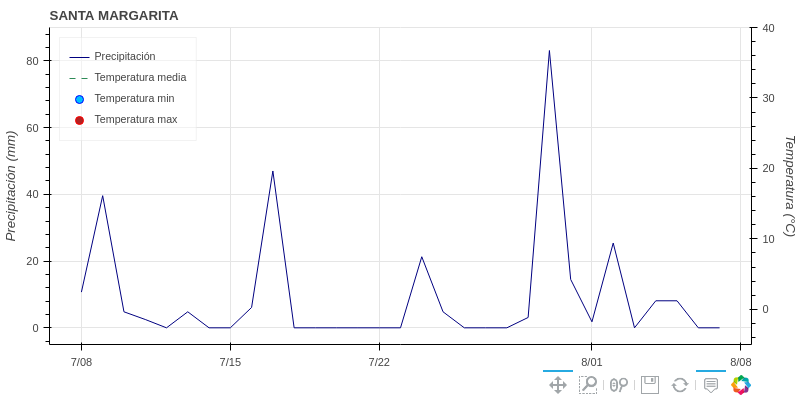 SANTA MARGARITA
Precipitación
Temperatura media
Temperatura min
Temperatura max
Precipitación (mm)
80
60
40
20
0
Temperatura (°C)
40
30
20
10
0
7/08
7/15
7/22
8/01
8/08